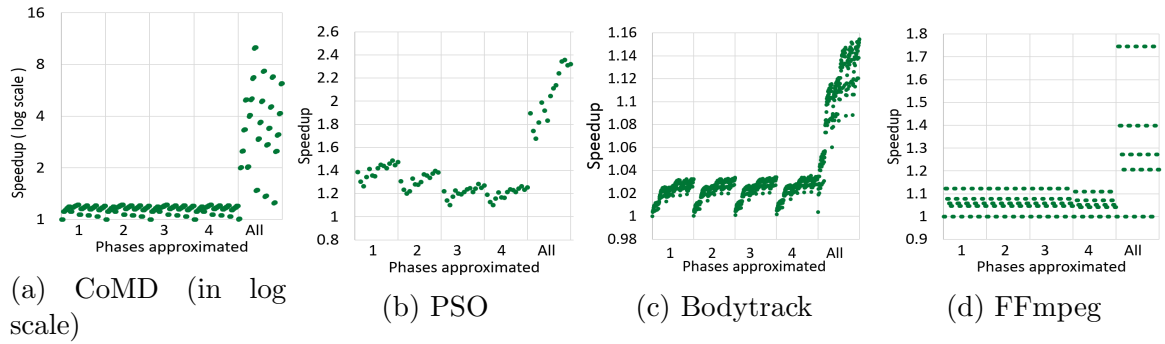 16
8
4
2
1
Speedup ( log scale )
1 2 3 4 All
Phases approximated
(a) CoMD (in log
scale)
2.6
2.4
2.2
2
1.8
1.6
1.4
1.2
1
0.8
Speedup
1 2 3 4 All
Phases approximated
(b) PSO
1.16
1.14
1.12
1.1
1.08
1.06
1.04
1.02
1
0.98
Speedup
1 2 3 4 All
Phases approximated
(c) Bodytrack
1.8
1.7
1.6
1.5
1.4
1.3
1.2
1.1
1
0.9
Speedup
1 2 3 4 All
Phases approximated
(d) FFmpeg